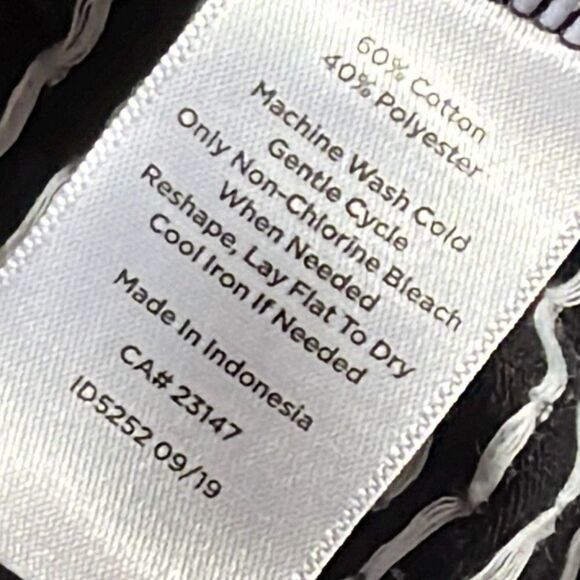 60% Cotton
40% Polyester
Machine Wash Cold
Gentle Cycle
Only Non-Chlorine Bleach
When Needed
Reshape, Lay Flat To Dry
Cool Iron If Needed
Made In Indonesia
CA# 23147
ID5252 09/19